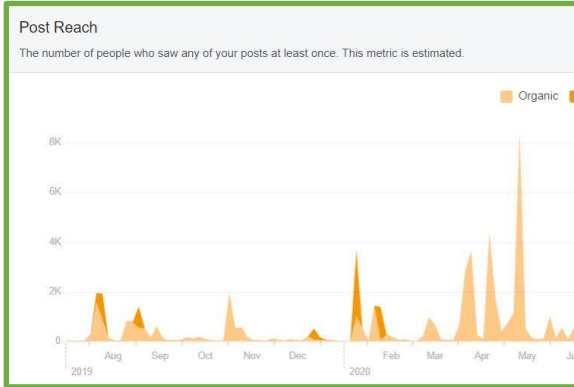 Post Reach
The number of people who saw any of your posts at least once. This metric is estimated.
Organic
8K
6K
4K
2K
0
Aug Sep Oct Nov Dec Feb Mar Apr May Ju
2019 2020